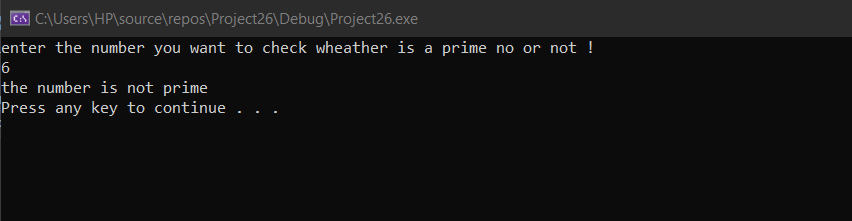 C:\Users\HP\source\repos\Project26\Debug\Project26.exe
enter the number you want to check wheather is a prime no or not !
6
the number is not prime
Press any key to continue . . .